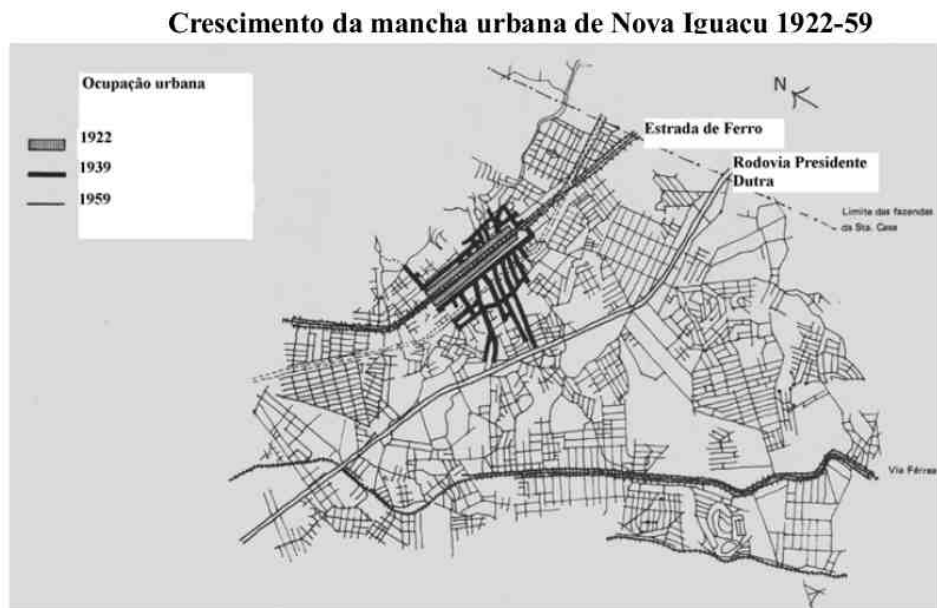 Crescimento da mancha urbana de Nova Iguaçu 1922-59
Ocupação urbana
1922
1939
1959
N
Estrada de Ferro
Rodovia Presidente
Dutra
Limite das fazendas
da Sta. Casa
Via Férrea